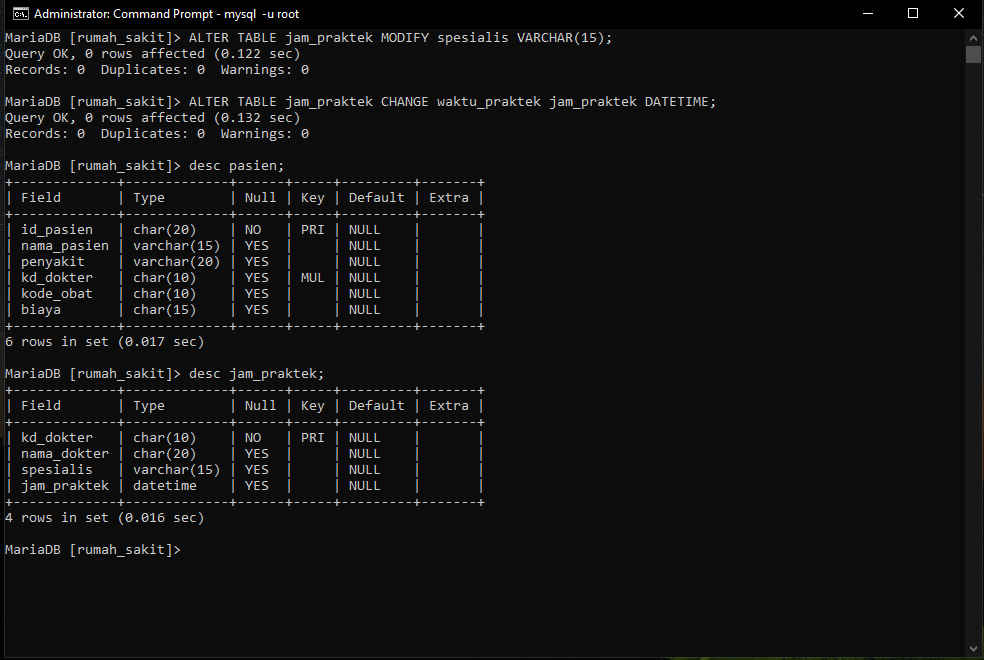 Administrator: Command Prompt - mysql  -u root
MariaDB [rumah_sakit]> ALTER TABLE jam_praktek MODIFY spesialis VARCHAR(15);
Query OK, 0 rows affected (0.122 sec)
Records: 0  Duplicates: 0  Warnings: 0
MariaDB [rumah_sakit]> ALTER TABLE jam_praktek CHANGE waktu_praktek jam_praktek DATETIME;
Query OK, 0 rows affected (0.132 sec)
Records: 0  Duplicates: 0  Warnings: 0
MariaDB [rumah_sakit]> desc pasien;
+-------------+-------------+------+-----+---------+-------+
| Field       | Type        | Null | Key | Default | Extra |
+-------------+-------------+------+-----+---------+-------+
| id_pasien   | char(20)    | NO   | PRI | NULL    |       |
| nama_pasien | varchar(15) | YES  |     | NULL    |       |
| penyakit    | varchar(20) | YES  |     | NULL    |       |
| kd_dokter   | char(10)    | YES  | MUL | NULL    |       |
| kode_obat   | char(10)    | YES  |     | NULL    |       |
| biaya       | char(15)    | YES  |     | NULL    |       |
+-------------+-------------+------+-----+---------+-------+
6 rows in set (0.017 sec)
MariaDB [rumah_sakit]> desc jam_praktek;
+-------------+-------------+------+-----+---------+-------+
| Field       | Type        | Null | Key | Default | Extra |
+-------------+-------------+------+-----+---------+-------+
| kd_dokter   | char(10)    | NO   | PRI | NULL    |       |
| nama_dokter | char(20)    | YES  |     | NULL    |       |
| spesialis   | varchar(15) | YES  |     | NULL    |       |
| jam_praktek | datetime    | YES  |     | NULL    |       |
+-------------+-------------+------+-----+---------+-------+
4 rows in set (0.016 sec)
MariaDB [rumah_sakit]>